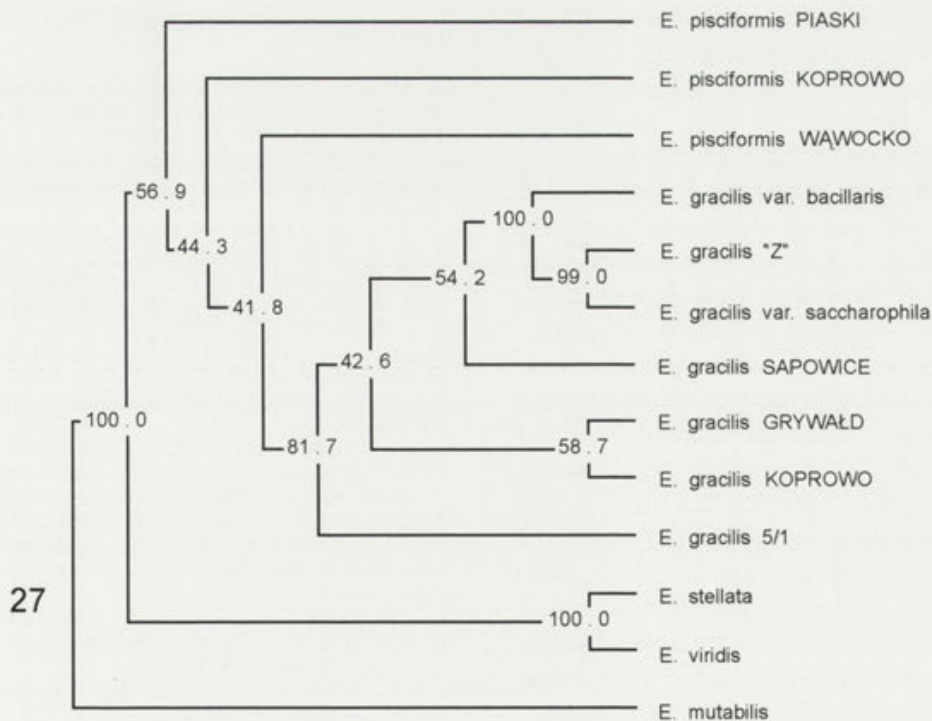 E. pisciformis PIASKI
E. pisciformis KOPROWO
E. pisciformis WĄWOCKO
56.9
E. gracilis var. bacillaris
100.0
44.3
E. gracilis "Z"
54.2
99.0
41.8
E. gracilis var. saccharophila
42.6
E. gracilis SAPOWICE
100.0
E. gracilis GRYWAŁD
81.7
58.7
E. gracilis KOPROWO
E. gracilis 5/1
27
E. stellata
100.0
E. viridis
E. mutabilis